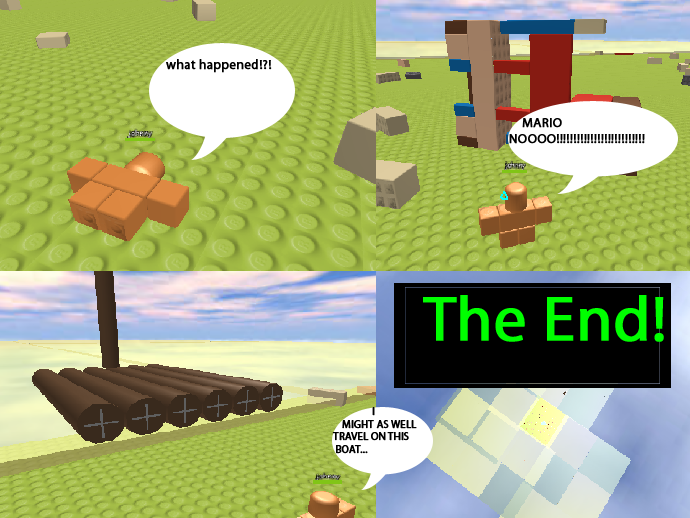 what happened!?!
MARIO
NOOOO!!!!!!!!!!!!!!!!!!!!!!!!!!!
I
MIGHT AS WELL
TRAVEL ON THIS
BOAT...
The End!